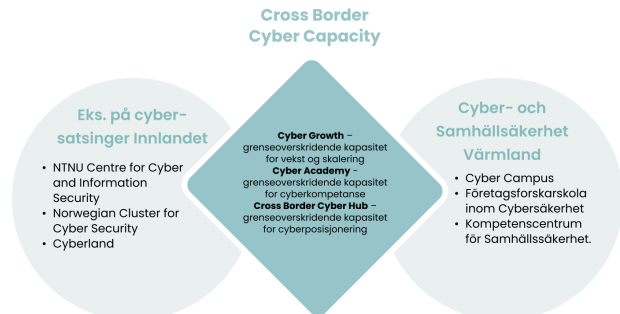 Cross Border
Cyber Capacity
Eks. på cyber-
satsinger Innlandet
• NTNU Centre for Cyber
and Information
Security
• Norwegian Cluster for
Cyber Security
• Cyberland
Cyber Growth –
grenseoverskridende kapasitet
for vekst og skalering
Cyber Academy -
grenseoverskridende kapasitet
for cyberkompetanse
Cross Border Cyber Hub –
grenseoverskridende kapasitet
for cyberposisjonering
Cyber- och
Samhällsäkerhet
Värmland
• Cyber Campus
• Företagsforskarskola
inom Cybersäkerhet
• Kompetenscentrum
för Samhällssäkerhet.